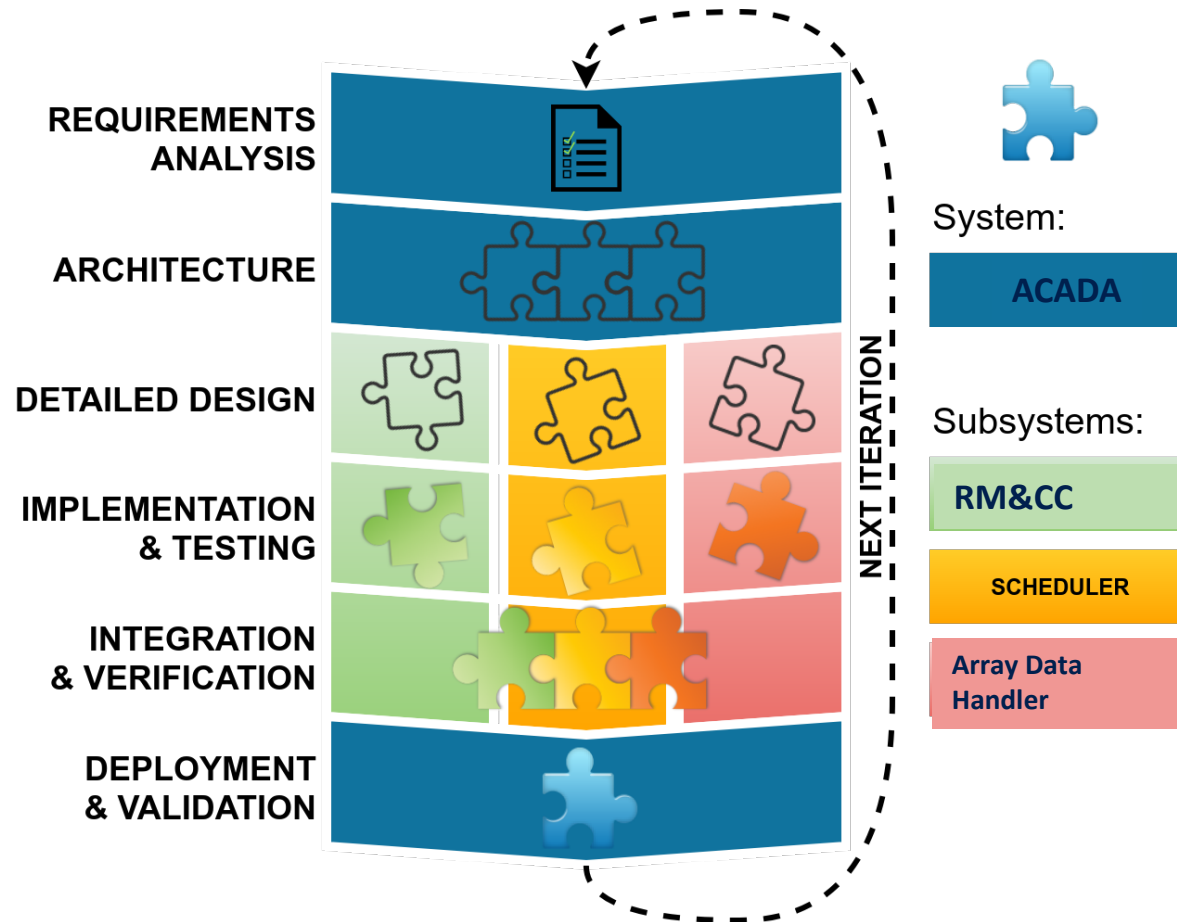 REQUIREMENTS
ANALYSIS
ARCHITECTURE
DETAILED DESIGN
IMPLEMENTATION
& TESTING
INTEGRATION
& VERIFICATION
DEPLOYMENT
& VALIDATION
NEXT ITERATION
System:
ACADA
Subsystems:
RM&CC
SCHEDULER
Array Data
Handler